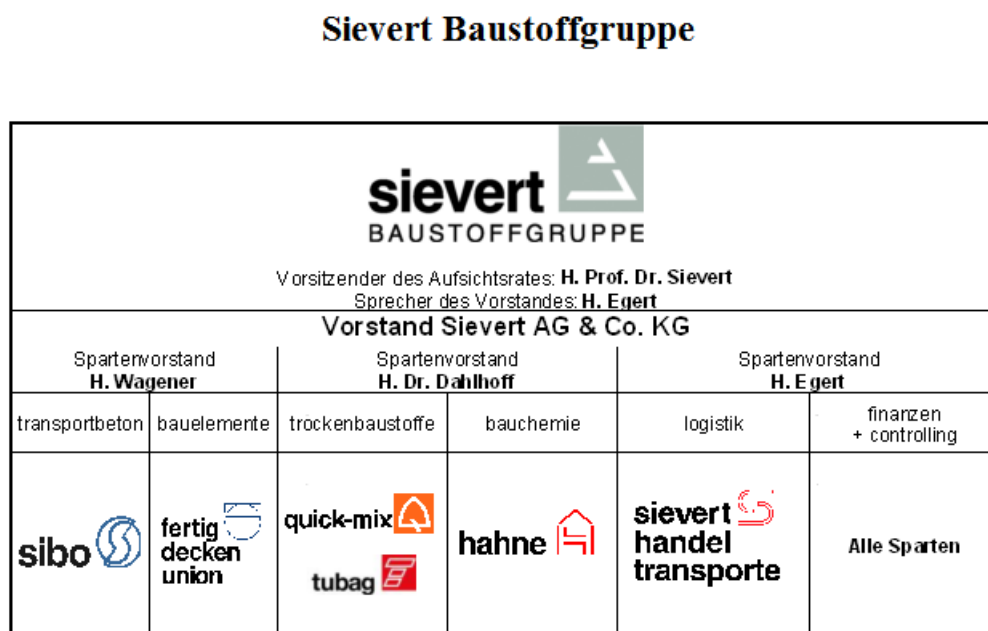 Sievert Baustoffgruppe
sievert
BAUSTOFFGRUPPE
Vorsitzender des Aufsichtsrates: H. Prof. Dr. Sievert
Sprecher des Vorstandes: H. Egert
Vorstand Sievert AG & Co. KG
Spartenvorstand
H. Wagener
Spartenvorstand
H. Dr. Dahlhoff
Spartenvorstand
H. Egert
transportbeton
bauelemente
trockenbaustoffe
bauchemie
logistik
finanzen
+ controlling
sibo
fertig
decken
union
quick-mix
tubag
hahne
sievert
handel
transporte
Alle Sparten